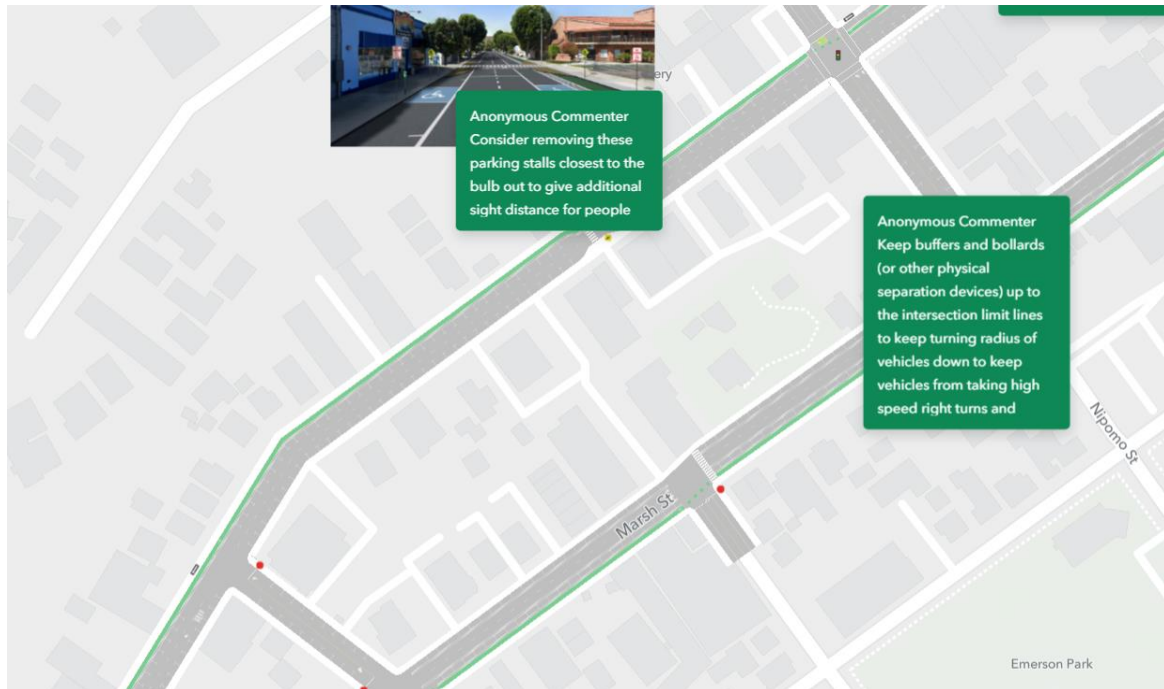 ery
Anonymous Commenter
Consider removing these
parking stalls closest to the
bulb out to give additional
sight distance for people
Anonymous Commenter
Keep buffers and bollards
(or other physical
separation devices) up to
the intersection limit lines
to keep turning radius of
vehicles down to keep
vehicles from taking high
speed right turns and
Nipomo St
Marsh St
Emerson Park